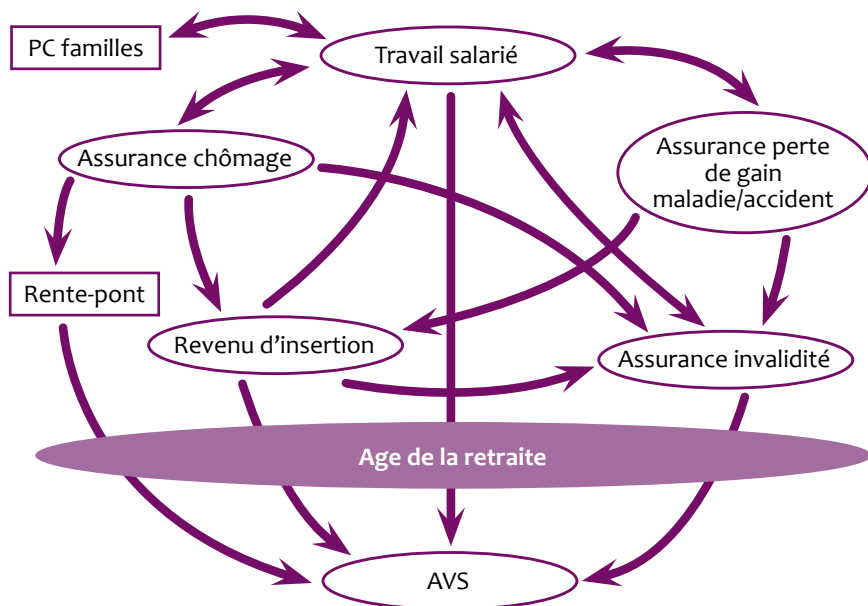 PC familles
Travail salarié
Assurance chômage
Assurance perte
de gain
maladie/accident
Rente-pont
Revenu d’insertion
Assurance invalidité
Age de la retraite
AVS